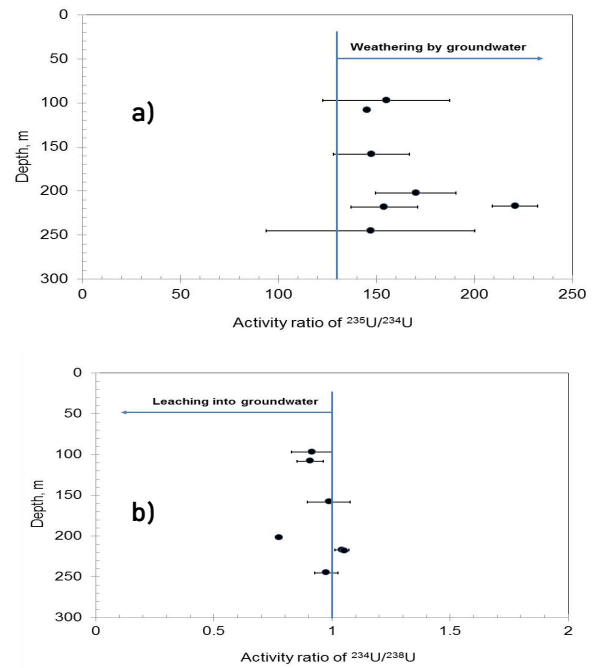 0
50
100
150
200
250
300
Depth, m
a)
Weathering by groundwater
0 50 100 150 200 250
Activity ratio of ²³⁵U/²³⁴U
0
50
100
150
200
250
300
Depth, m
b)
Leaching into groundwater
0 0.5 1 1.5 2
Activity ratio of ²³⁴U/²³⁸U